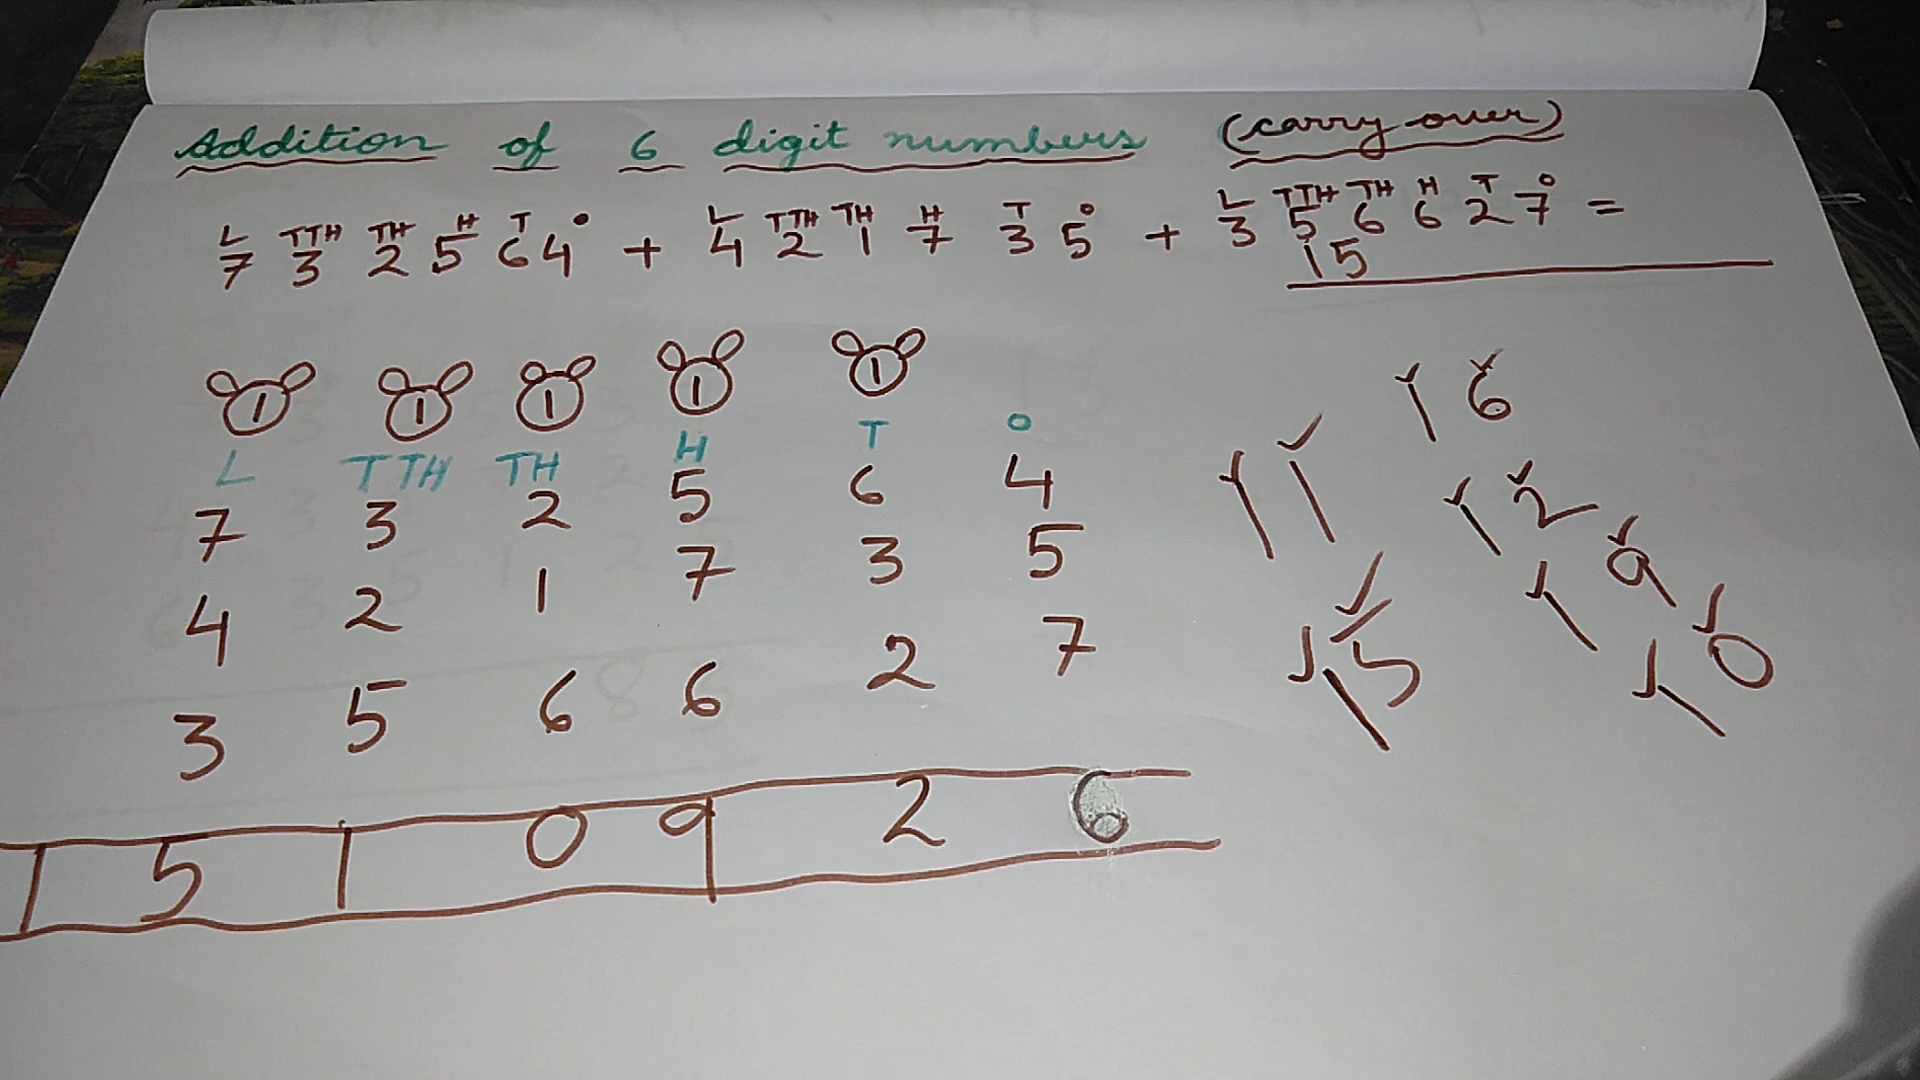 Addition of 6 digit numbers (carry over)
L TTH TH H T O L TTH TH H T O L TTH TH H T O
7 3 2 5 6 4 + 4 2 1 7 3 5 + 3 5 6 6 2 7 =
15
1 1 1 1 1
L TTH TH H T O
7 3 2 5 6 4
4 2 1 7 3 5
3 5 6 6 2 7
1 5 1 0 9 2 6
16
11
12
19
15
10